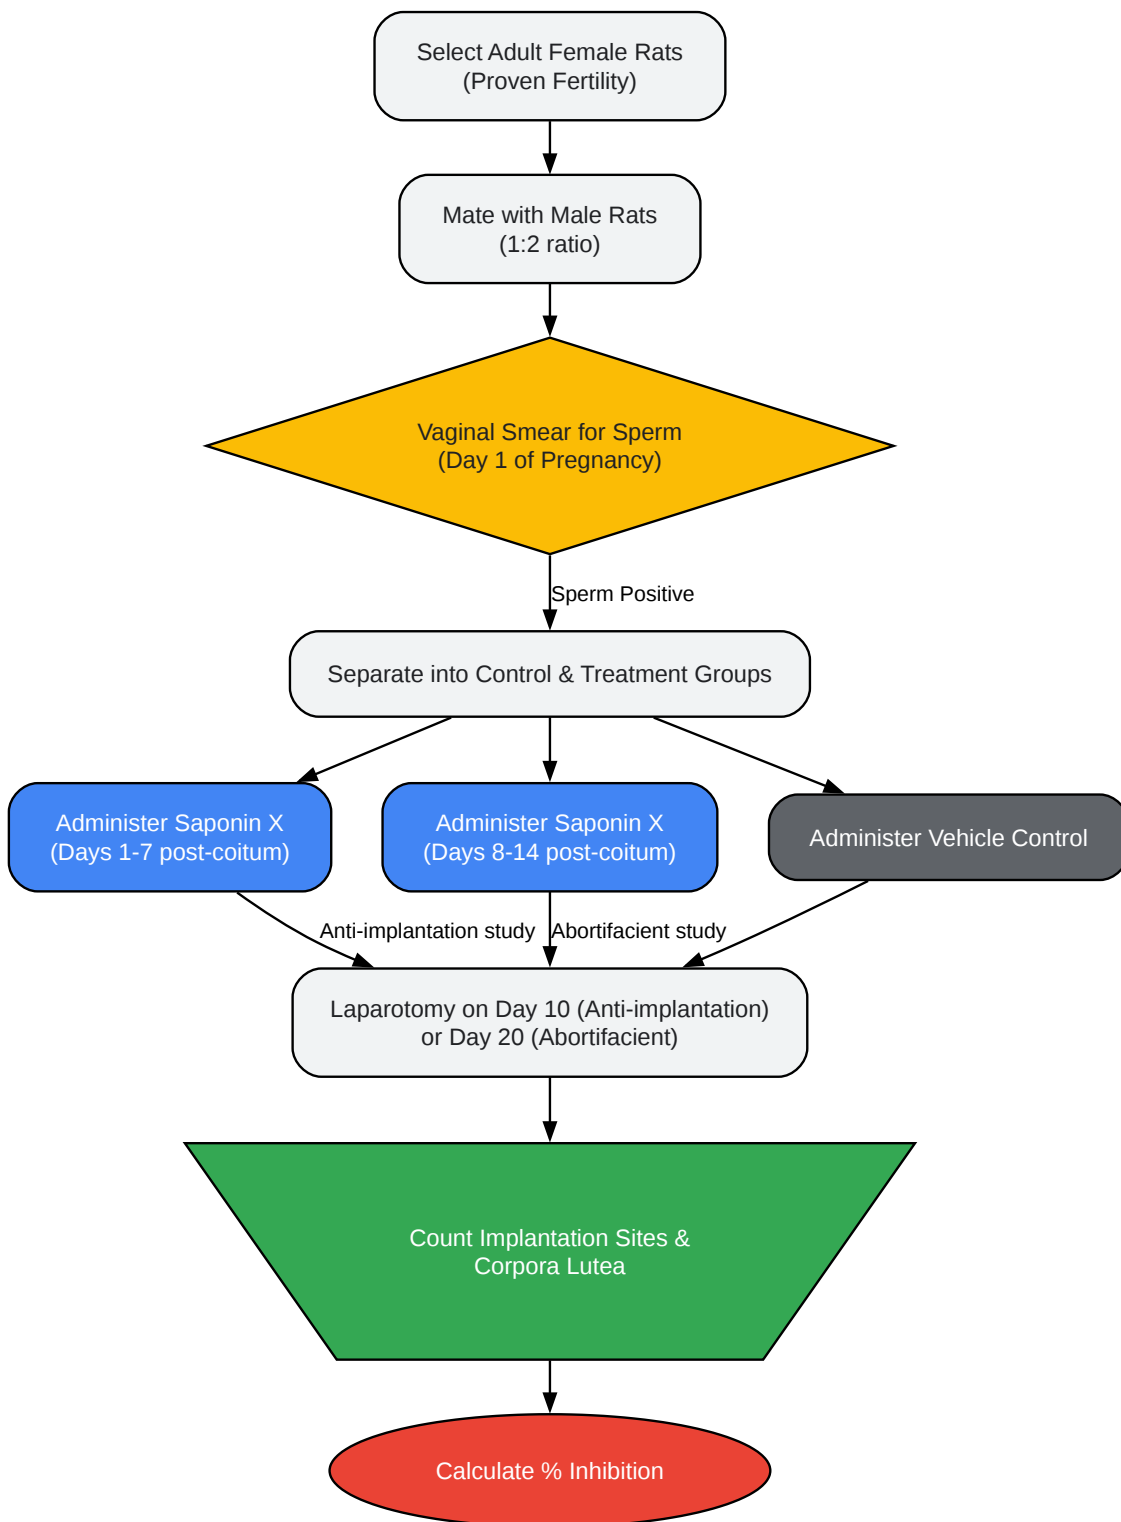 Select Adult Female Rats
(Proven Fertility)
Mate with Male Rats
(1:2 ratio)
Vaginal Smear for Sperm
(Day 1 of Pregnancy)
Sperm Positive
Separate into Control & Treatment Groups
Administer Saponin X
(Days 1-7 post-coitum)
Administer Saponin X
(Days 8-14 post-coitum)
Administer Vehicle Control
Anti-implantation study
Abortifacient study
Laparotomy on Day 10 (Anti-implantation)
or Day 20 (Abortifacient)
Count Implantation Sites &
Corpora Lutea
Calculate % Inhibition